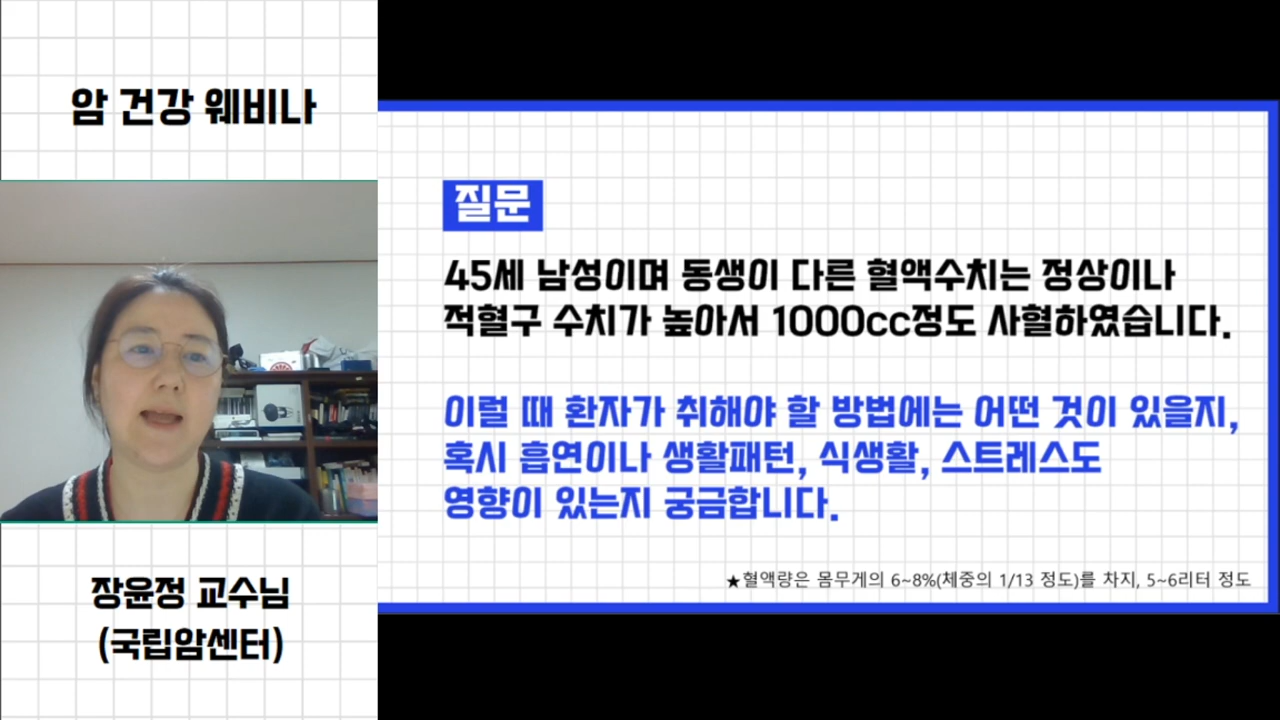 암 건강 웨비나
장윤정 교수님
(국립암센터)
질문
45세 남성이며 동생이 다른 혈액수치는 정상이나
적혈구 수치가 높아서 1000cc정도 사혈하였습니다.
이럴 때 환자가 취해야 할 방법에는 어떤 것이 있을지,
혹시 흡연이나 생활패턴, 식생활, 스트레스도
영향이 있는지 궁금합니다.
★혈액량은 몸무게의 6~8%(체중의 1/13 정도)를 차지, 5~6리터 정도